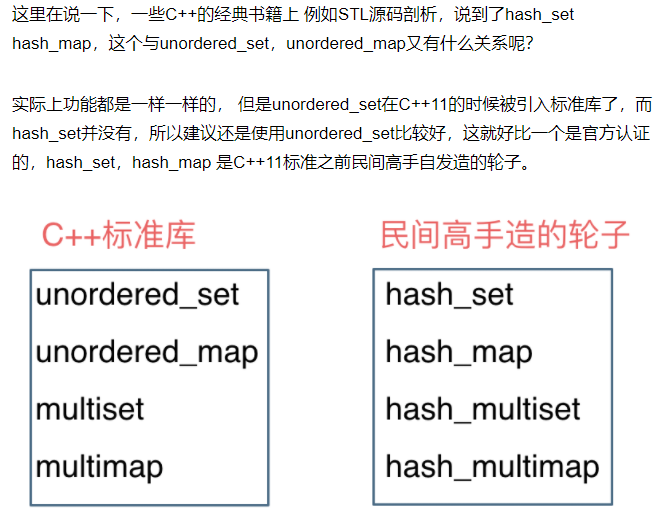 这里在说一下，一些C++的经典书籍上 例如STL源码剖析，说到了hash_set
hash_map，这个与unordered_set，unordered_map又有什么关系呢？
实际上功能都是一样一样的， 但是unordered_set在C++11的时候被引入标准库了，而
hash_set并没有，所以建议还是使用unordered_set比较好，这就好比一个是官方认证
的，hash_set，hash_map 是C++11标准之前民间高手自发造的轮子。
C++标准库
unordered_set
unordered_map
multiset
multimap
民间高手造的轮子
hash_set
hash_map
hash_multiset
hash_multimap